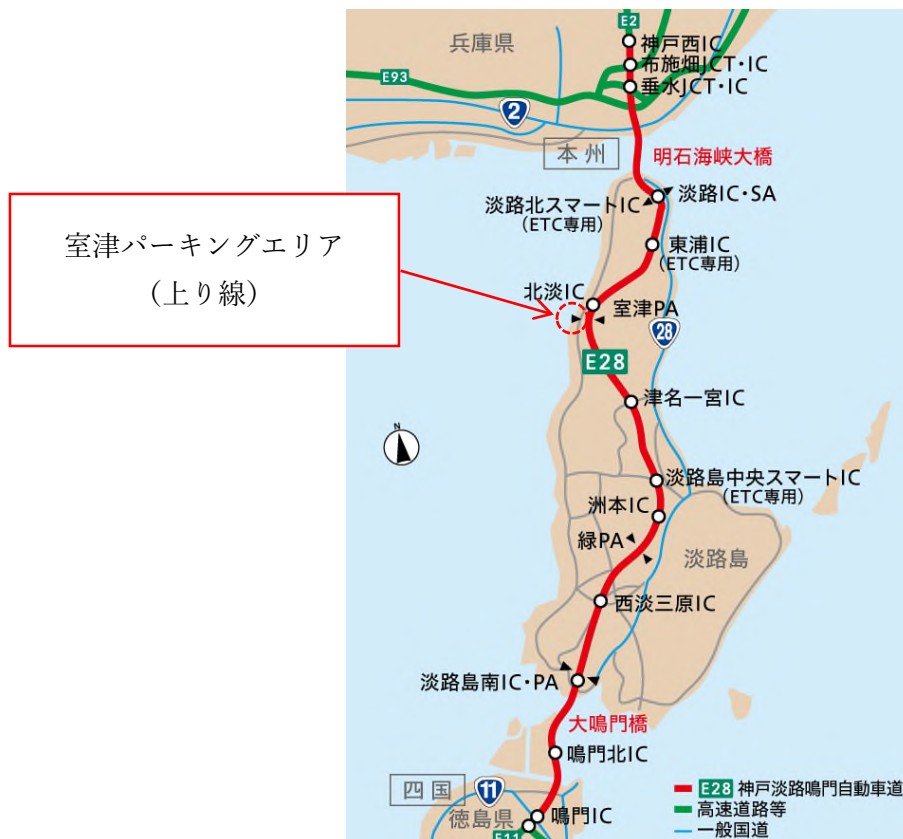 E2
兵庫県
神戸西IC
布施畑JCT・IC
E93
垂水JCT・IC
2
本州
明石海峡大橋
淡路IC・SA
淡路北スマートIC
(ETC専用)
室津パーキングエリア
（上り線）
東浦IC
(ETC専用)
北淡IC
室津PA
28
E28
津名一宮IC
N
淡路島中央スマートIC
(ETC専用)
洲本IC
緑PA
淡路島
西淡三原IC
淡路島南IC・PA
大鳴門橋
鳴門北IC
四国
11
徳島県
鳴門IC
E11
E28 神戸淡路鳴門自動車道
高速道路等
一般国道